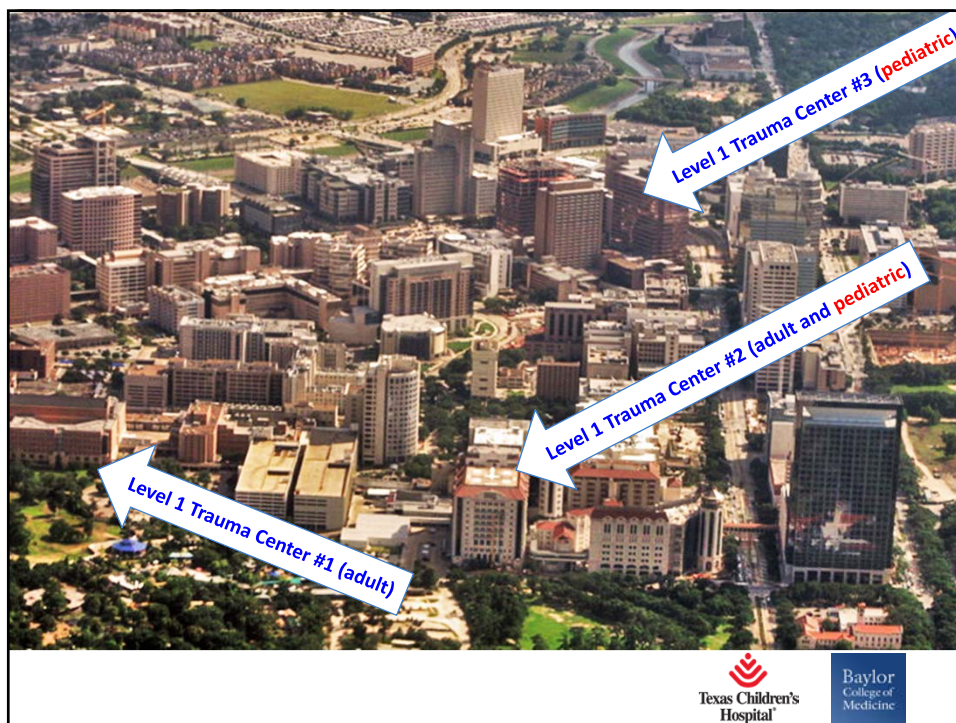 Level 1 Trauma Center #3 (pediatric)
Level 1 Trauma Center #2 (adult and pediatric)
Level 1 Trauma Center #1 (adult)
Texas Children's
Hospital®
Baylor
College of
Medicine